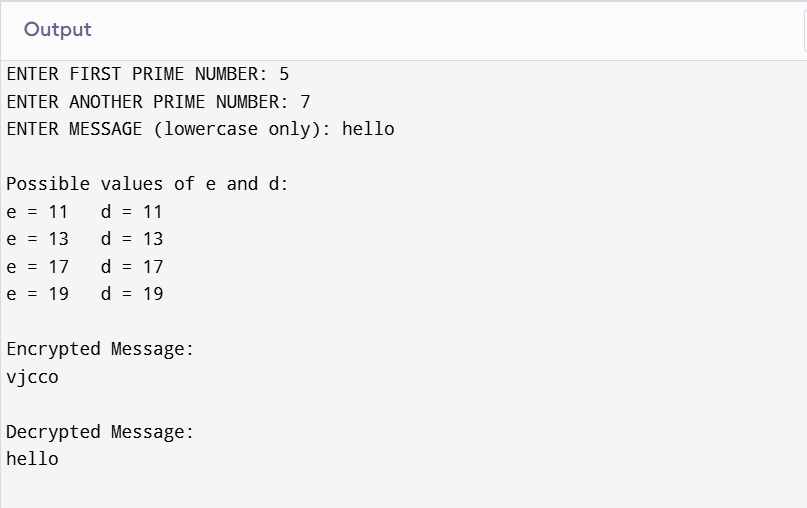 Output
ENTER FIRST PRIME NUMBER: 5
ENTER ANOTHER PRIME NUMBER: 7
ENTER MESSAGE (lowercase only): hello
Possible values of e and d:
e = 11   d = 11
e = 13   d = 13
e = 17   d = 17
e = 19   d = 19
Encrypted Message:
vjcco
Decrypted Message:
hello